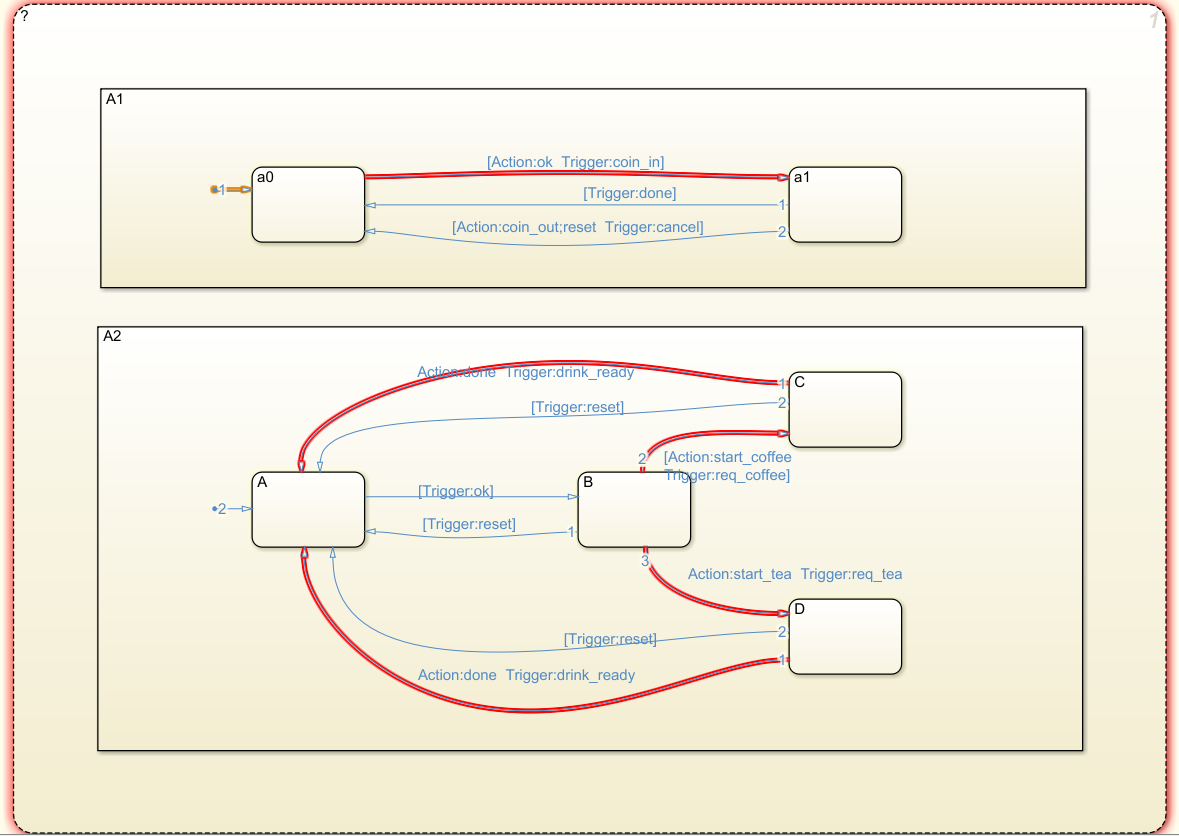 ?
1
A1
[Action:ok Trigger:coin_in]
a0
a1
1
[Trigger:done]
1
[Action:coin_out;reset Trigger:cancel]
2
A2
Action:done Trigger:drink_ready
1
C
[Trigger:reset]
2
2
[Action:start_coffee
Trigger:req_coffee]
A
B
[Trigger:ok]
2
[Trigger:reset]
1
3
Action:start_tea Trigger:req_tea
D
[Trigger:reset]
2
1
Action:done Trigger:drink_ready